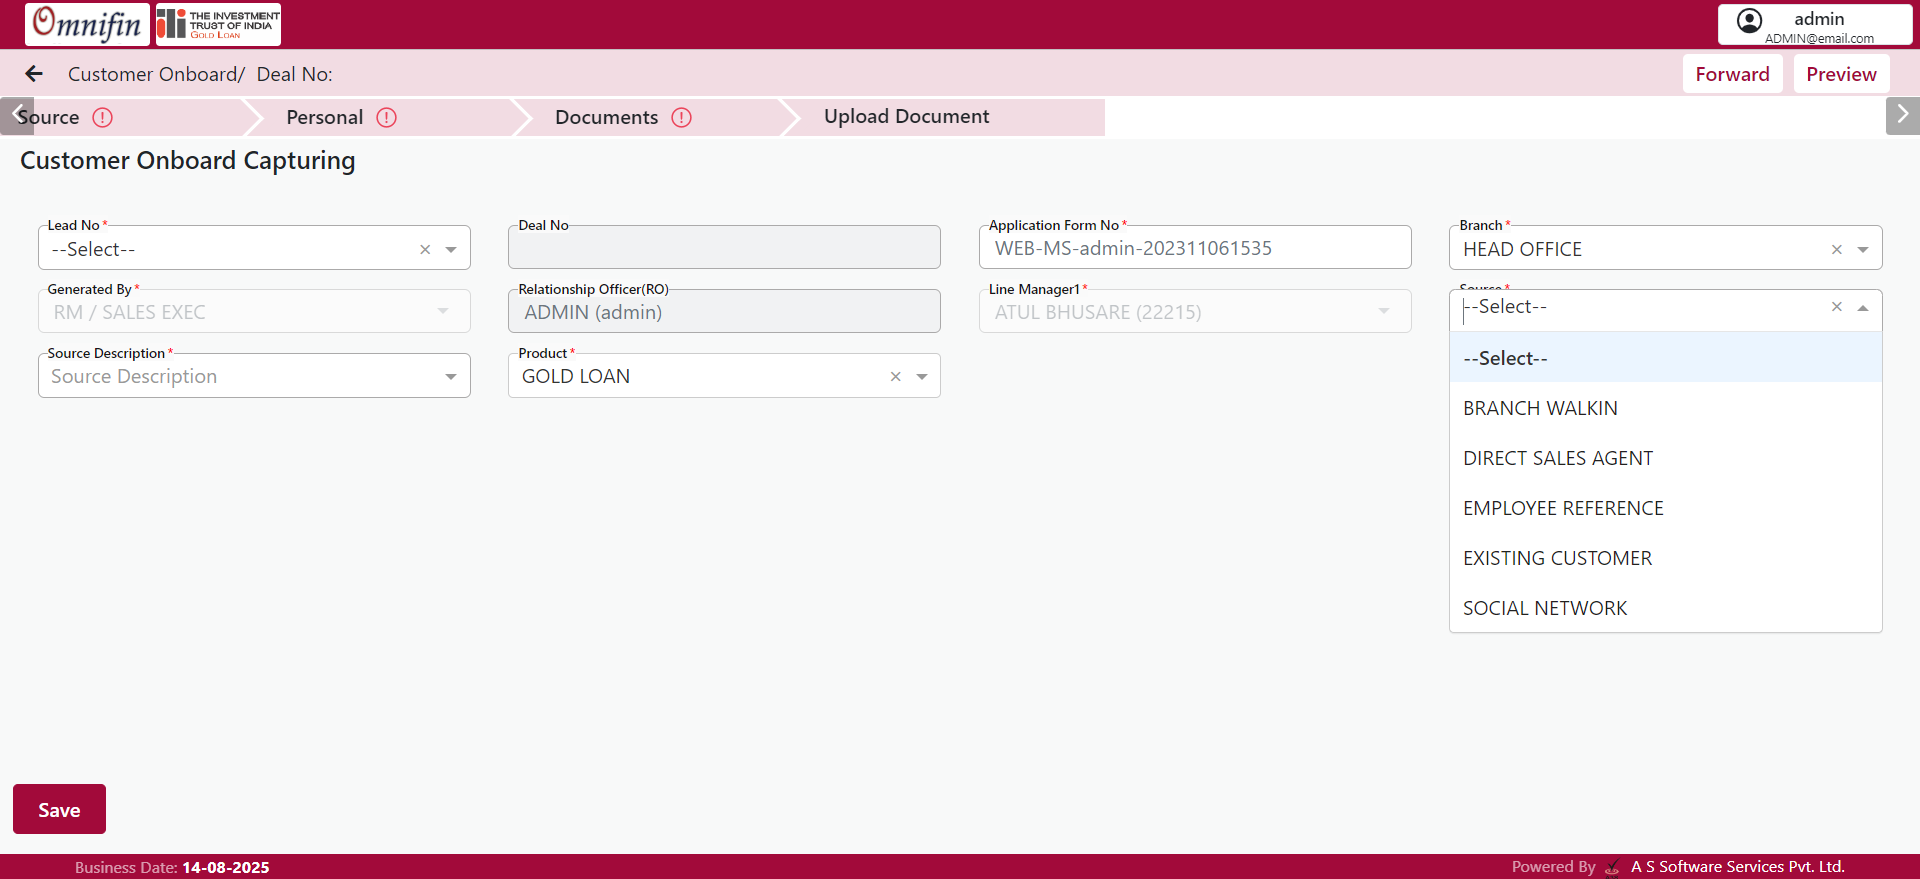 Omnifin
THE INVESTMENT
TRUST OF INDIA
GOLD LOAN
admin
ADMIN@email.com
Customer Onboard/ Deal No:
Forward
Preview
Source
Personal
Documents
Upload Document
Customer Onboard Capturing
Lead No *
--Select--
Deal No
Application Form No *
WEB-MS-admin-202311061535
Branch *
HEAD OFFICE
Generated By *
RM / SALES EXEC
Relationship Officer(RO)
ADMIN (admin)
Line Manager1 *
ATUL BHUSARE (22215)
Source *
--Select--
--Select--
BRANCH WALKIN
DIRECT SALES AGENT
EMPLOYEE REFERENCE
EXISTING CUSTOMER
SOCIAL NETWORK
Source Description *
Source Description
Product *
GOLD LOAN
Save
Business Date: 14-08-2025
Powered By A S Software Services Pvt. Ltd.